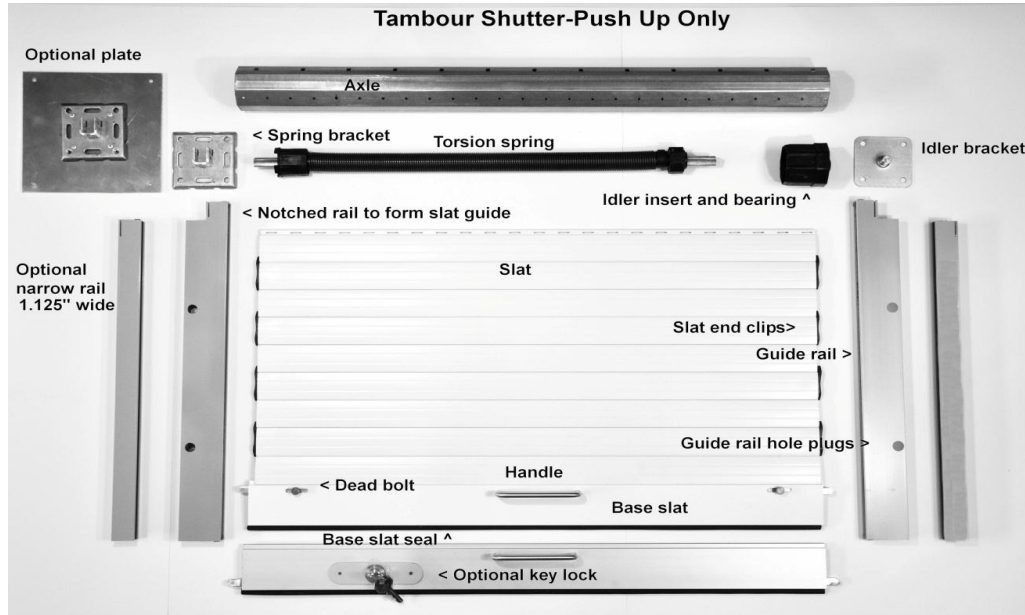 Tambour Shutter-Push Up Only
Optional plate
Axle
< Spring bracket
Torsion spring
Idler bracket
Idler insert and bearing ^
< Notched rail to form slat guide
Optional
narrow rail
1.125" wide
Slat
Slat end clips>
Guide rail >
Guide rail hole plugs >
Handle
< Dead bolt
Base slat
Base slat seal ^
< Optional key lock